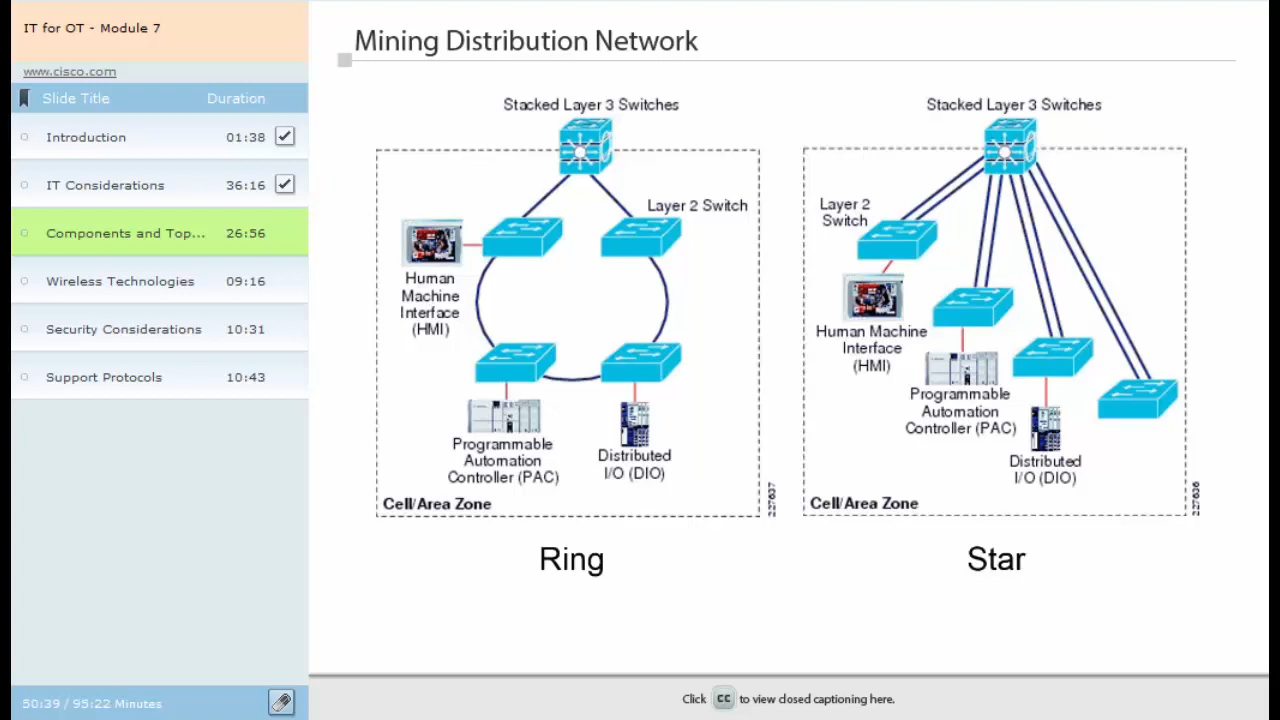 IT for OT - Module 7
www.cisco.com
Slide Title Duration
Introduction 01:38
IT Considerations 36:16
Components and Top... 26:56
Wireless Technologies 09:16
Security Considerations 10:31
Support Protocols 10:43
50:39 / 95:22 Minutes
Mining Distribution Network
Stacked Layer 3 Switches
Layer 2 Switch
Human
Machine
Interface
(HMI)
Programmable
Automation
Controller (PAC)
Distributed
I/O (DIO)
Cell/Area Zone
227637
Ring
Stacked Layer 3 Switches
Layer 2
Switch
Human Machine
Interface
(HMI)
Programmable
Automation
Controller (PAC)
Distributed
I/O (DIO)
Cell/Area Zone
227636
Star
Click CC to view closed captioning here.